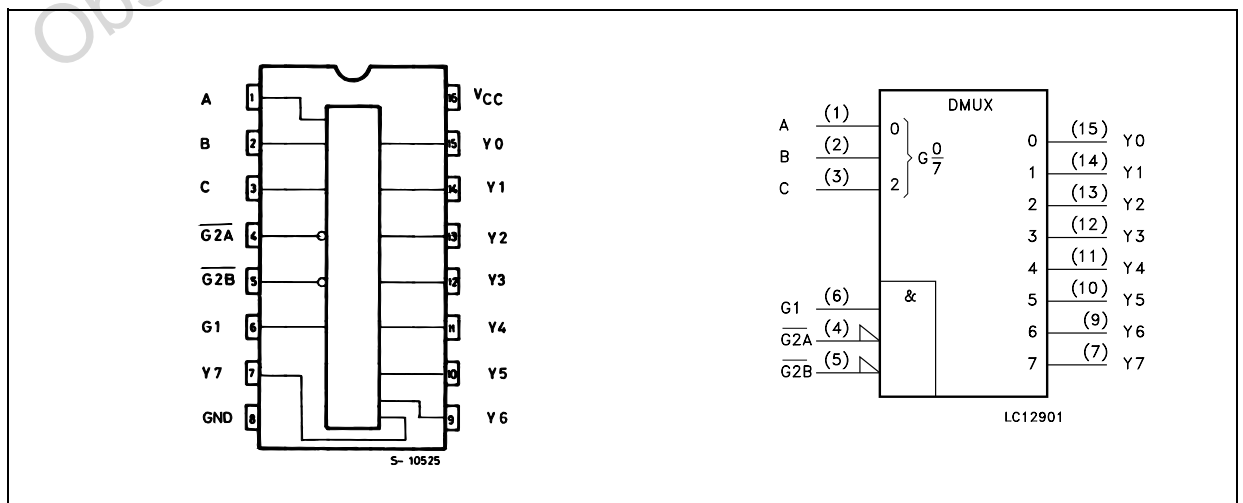 Obs
A 1 16 VCC
B 2 15 Y0
C 3 14 Y1
G2A 4 13 Y2
G2B 5 12 Y3
G1 6 11 Y4
Y7 7 10 Y5
GND 8 9 Y6
S- 10525
DMUX
A (1) 0 0 (15) Y0
B (2) G 0/7 1 (14) Y1
C (3) 2 2 (13) Y2
3 (12) Y3
4 (11) Y4
G1 (6) & 5 (10) Y5
G2A (4) 6 (9) Y6
G2B (5) 7 (7) Y7
LC12901